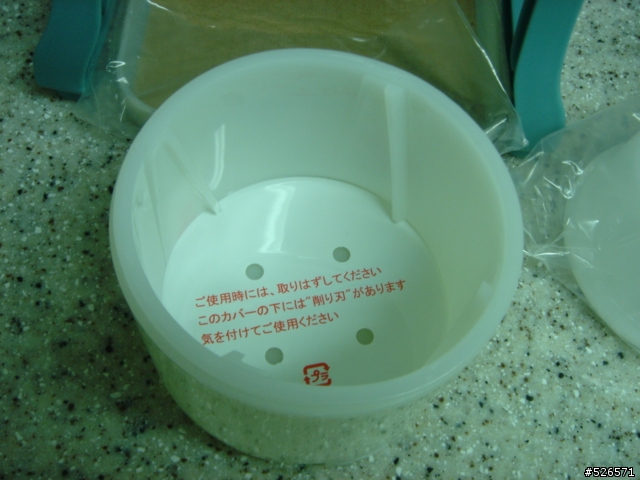 ご使用時には、取りはずしてください
このカバーの下には"削り刃"があります
気を付けてご使用ください
プラ
#526571